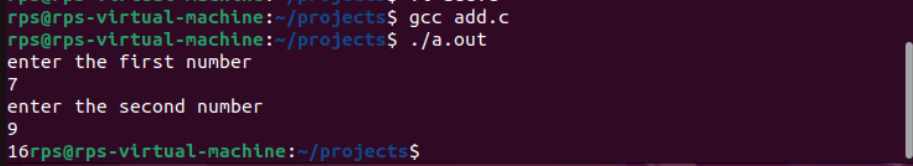 rps@rps-virtual-machine:~/projects$ gcc add.c
rps@rps-virtual-machine:~/projects$ ./a.out
enter the first number
7
enter the second number
9
16rps@rps-virtual-machine:~/projects$